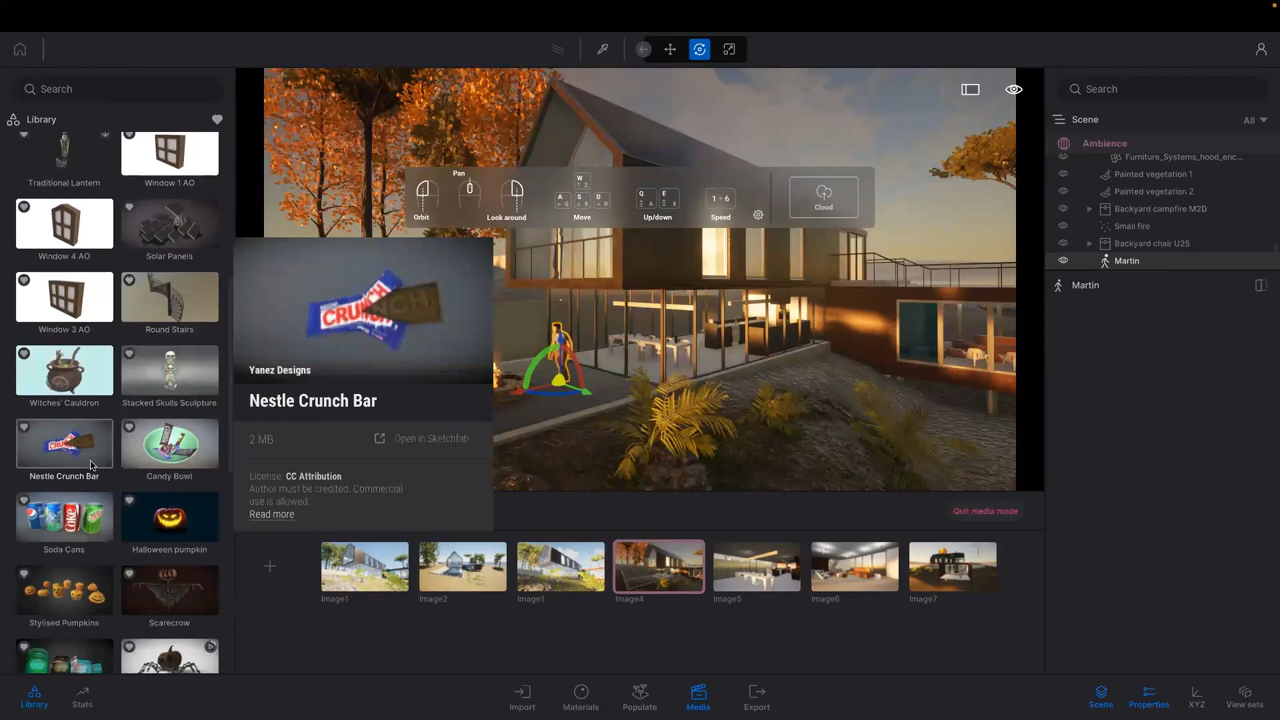 Search
Library
Traditional Lantern
Window 1 AO
Window 4 AO
Solar Panels
Window 3 AO
Round Stairs
Witches' Cauldron
Stacked Skulls Sculpture
Nestle Crunch Bar
Candy Bowl
Soda Cans
Halloween pumpkin
Stylised Pumpkins
Scarecrow
CRUNCH
Yanez Designs
Nestle Crunch Bar
2 MB
Open in Sketchfab
License: CC Attribution
Author must be credited. Commercial
use is allowed.
Read more
Pan
Orbit
Look around
W
A S D
Move
Q E
Up/down
1 - 6
Speed
Cloud
Quit media mode
Image1
Image2
Image1
Image4
Image5
Image6
Image7
Search
Scene
All
Ambience
Furniture_Systems_hood_enc...
Painted vegetation 1
Painted vegetation 2
Backyard campfire M2D
Small fire
Backyard chair U25
Martin
Martin
Library
Stats
Import
Materials
Populate
Media
Export
Scene
Properties
XYZ
View sets